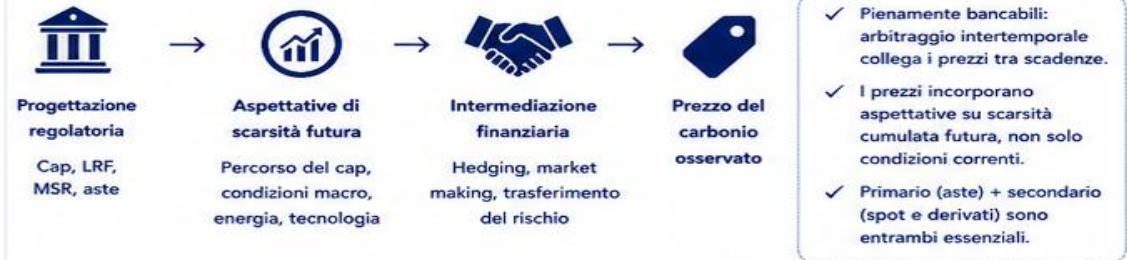 Progettazione
regolatoria
Cap, LRF,
MSR, aste
Aspettative di
scarsità futura
Percorso del cap,
condizioni macro,
energia, tecnologia
Intermediazione
finanziaria
Hedging, market
making, trasferimento
del rischio
Prezzo del
carbonio
osservato
✓ Pienamente bancabili:
arbitraggio intertemporale
collega i prezzi tra scadenze.
✓ I prezzi incorporano
aspettative su scarsità
cumulata futura, non solo
condizioni correnti.
✓ Primario (aste) + secondario
(spot e derivati) sono
entrambi essenziali.